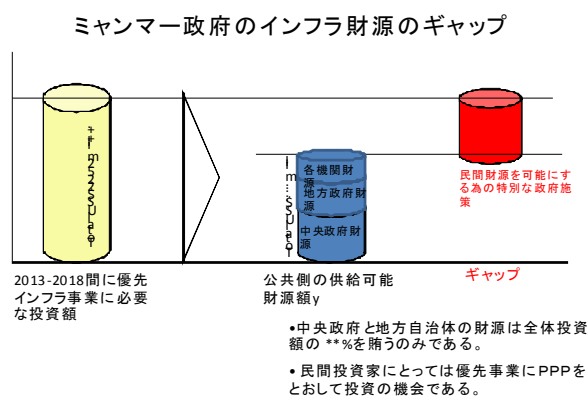 ミャンマー政府のインフラ財源のギャップ
各機関財
源
地方政府財
源
中央政府財
源
民間財源を可能にす
る為の特別な政府施
策
2013-2018間に優先
インフラ事業に必要
な投資額
公共側の供給可能
財源額y
ギャップ
•中央政府と地方自治体の財源は全体投資
額の **%を賄うのみである。
• 民間投資家にとっては優先事業にPPPを
とおして投資の機会である。